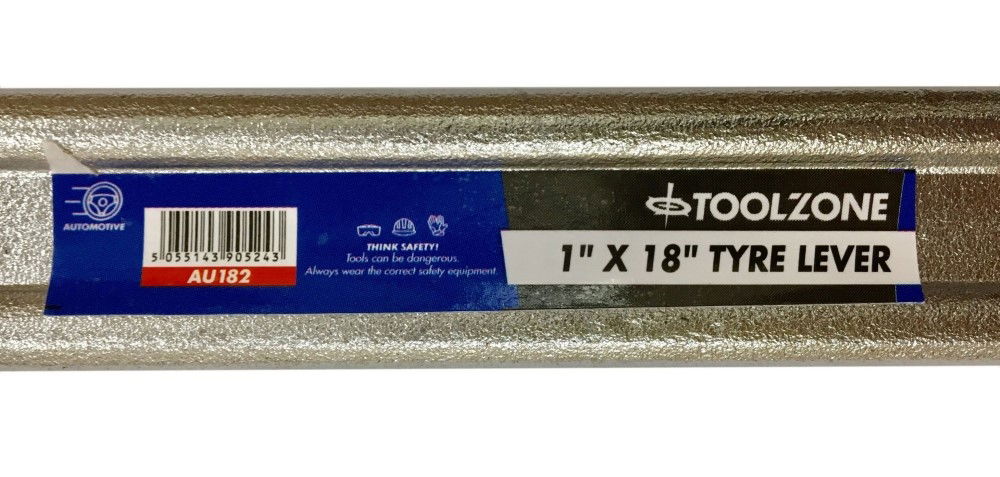 AUTOMOTIVE
5 055143 905243
AU182
THINK SAFETY!
Tools can be dangerous.
Always wear the correct safety equipment.
TOOLZONE
1" X 18" TYRE LEVER